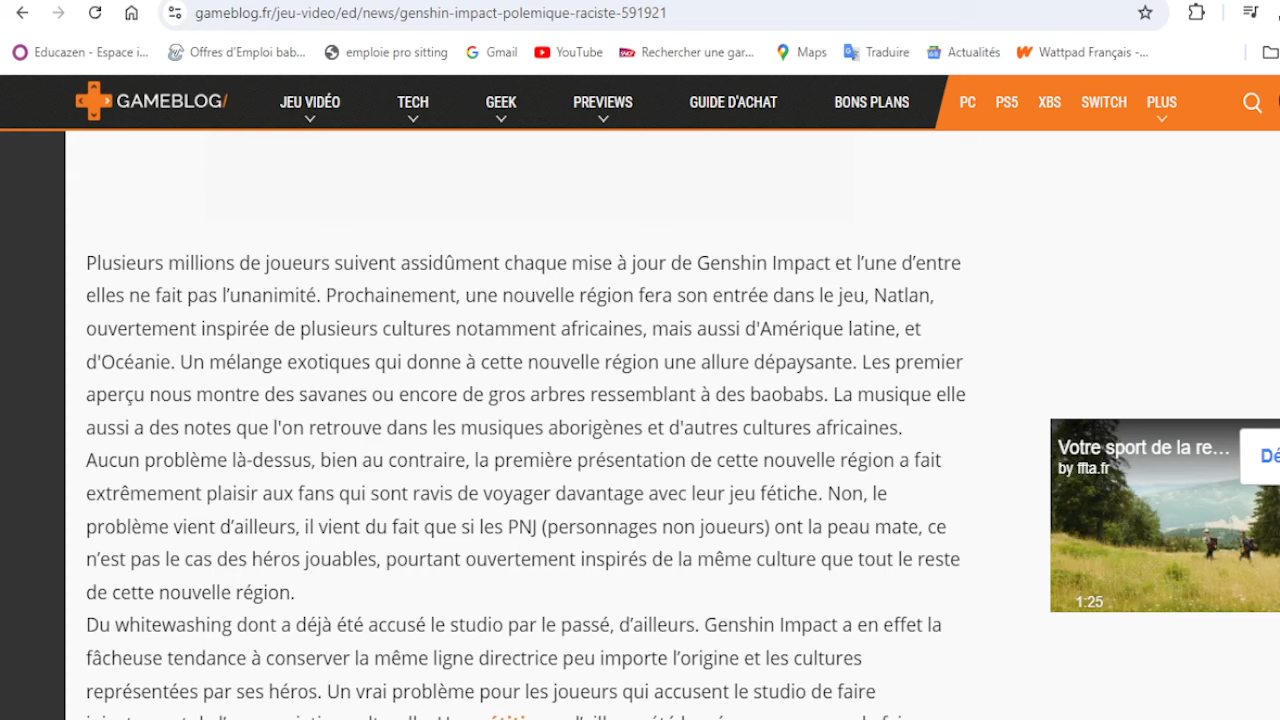 gameblog.fr/jeu-video/ed/news/genshin-impact-polemique-raciste-591921
Educazen - Espace i... Offres d'Emploi bab... emploie pro sitting Gmail YouTube Rechercher une gar... Maps Traduire Actualités Wattpad Français -...
GAMEBLOG/ JEU VIDÉO TECH GEEK PREVIEWS GUIDE D'ACHAT BONS PLANS PC PS5 XBS SWITCH PLUS
Plusieurs millions de joueurs suivent assidûment chaque mise à jour de Genshin Impact et l’une d’entre
elles ne fait pas l’unanimité. Prochainement, une nouvelle région fera son entrée dans le jeu, Natlan,
ouvertement inspirée de plusieurs cultures notamment africaines, mais aussi d'Amérique latine, et
d'Océanie. Un mélange exotiques qui donne à cette nouvelle région une allure dépaysante. Les premier
aperçu nous montre des savanes ou encore de gros arbres ressemblant à des baobabs. La musique elle
aussi a des notes que l'on retrouve dans les musiques aborigènes et d'autres cultures africaines.
Aucun problème là-dessus, bien au contraire, la première présentation de cette nouvelle région a fait
extrêmement plaisir aux fans qui sont ravis de voyager davantage avec leur jeu fétiche. Non, le
problème vient d’ailleurs, il vient du fait que si les PNJ (personnages non joueurs) ont la peau mate, ce
n’est pas le cas des héros jouables, pourtant ouvertement inspirés de la même culture que tout le reste
de cette nouvelle région.
Du whitewashing dont a déjà été accusé le studio par le passé, d’ailleurs. Genshin Impact a en effet la
fâcheuse tendance à conserver la même ligne directrice peu importe l’origine et les cultures
représentées par ses héros. Un vrai problème pour les joueurs qui accusent le studio de faire
Votre sport de la re...
by ffta.fr
Dé
1:25